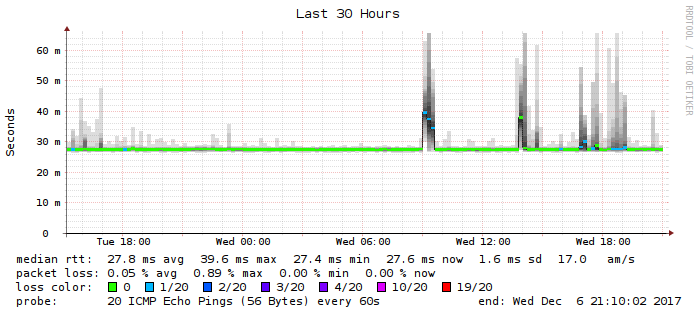 Last 30 Hours
RRDTOOL / TOBI OETIKER
Seconds
60 m
50 m
40 m
30 m
20 m
10 m
0
Tue 18:00 Wed 00:00 Wed 06:00 Wed 12:00 Wed 18:00
median rtt: 27.8 ms avg 39.6 ms max 27.4 ms min 27.6 ms now 1.6 ms sd 17.0 am/s
packet loss: 0.05 % avg 0.89 % max 0.00 % min 0.00 % now
loss color: 0 1/20 2/20 3/20 4/20 10/20 19/20
probe: 20 ICMP Echo Pings (56 Bytes) every 60s end: Wed Dec 6 21:10:02 2017